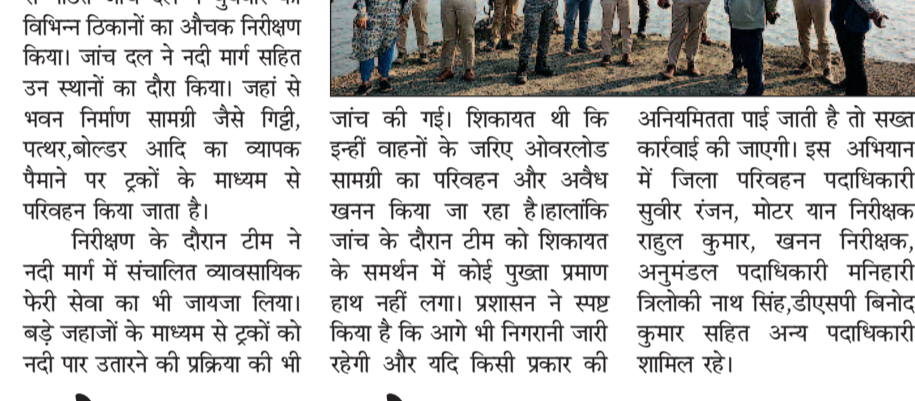 विभिन्न ठिकानों का औचक निरीक्षण
किया। जांच दल ने नदी मार्ग सहित
उन स्थानों का दौरा किया। जहां से
भवन निर्माण सामग्री जैसे गिट्टी,
पत्थर,बोल्डर आदि का व्यापक
पैमाने पर ट्रकों के माध्यम से
परिवहन किया जाता है।
निरीक्षण के दौरान टीम ने
नदी मार्ग में संचालित व्यावसायिक
फेरी सेवा का भी जायजा लिया।
बड़े जहाजों के माध्यम से ट्रकों को
नदी पार उतारने की प्रक्रिया की भी
जांच की गई। शिकायत थी कि
इन्हीं वाहनों के जरिए ओवरलोड
सामग्री का परिवहन और अवैध
खनन किया जा रहा है।हालांकि
जांच के दौरान टीम को शिकायत
के समर्थन में कोई पुख्ता प्रमाण
हाथ नहीं लगा। प्रशासन ने स्पष्ट
किया है कि आगे भी निगरानी जारी
रहेगी और यदि किसी प्रकार की
अनियमितता पाई जाती है तो सख्त
कार्रवाई की जाएगी। इस अभियान
में जिला परिवहन पदाधिकारी
सुवीर रंजन, मोटर यान निरीक्षक
राहुल कुमार, खनन निरीक्षक,
अनुमंडल पदाधिकारी मनिहारी
त्रिलोकी नाथ सिंह,डीएसपी बिनोद
कुमार सहित अन्य पदाधिकारी
शामिल रहे।